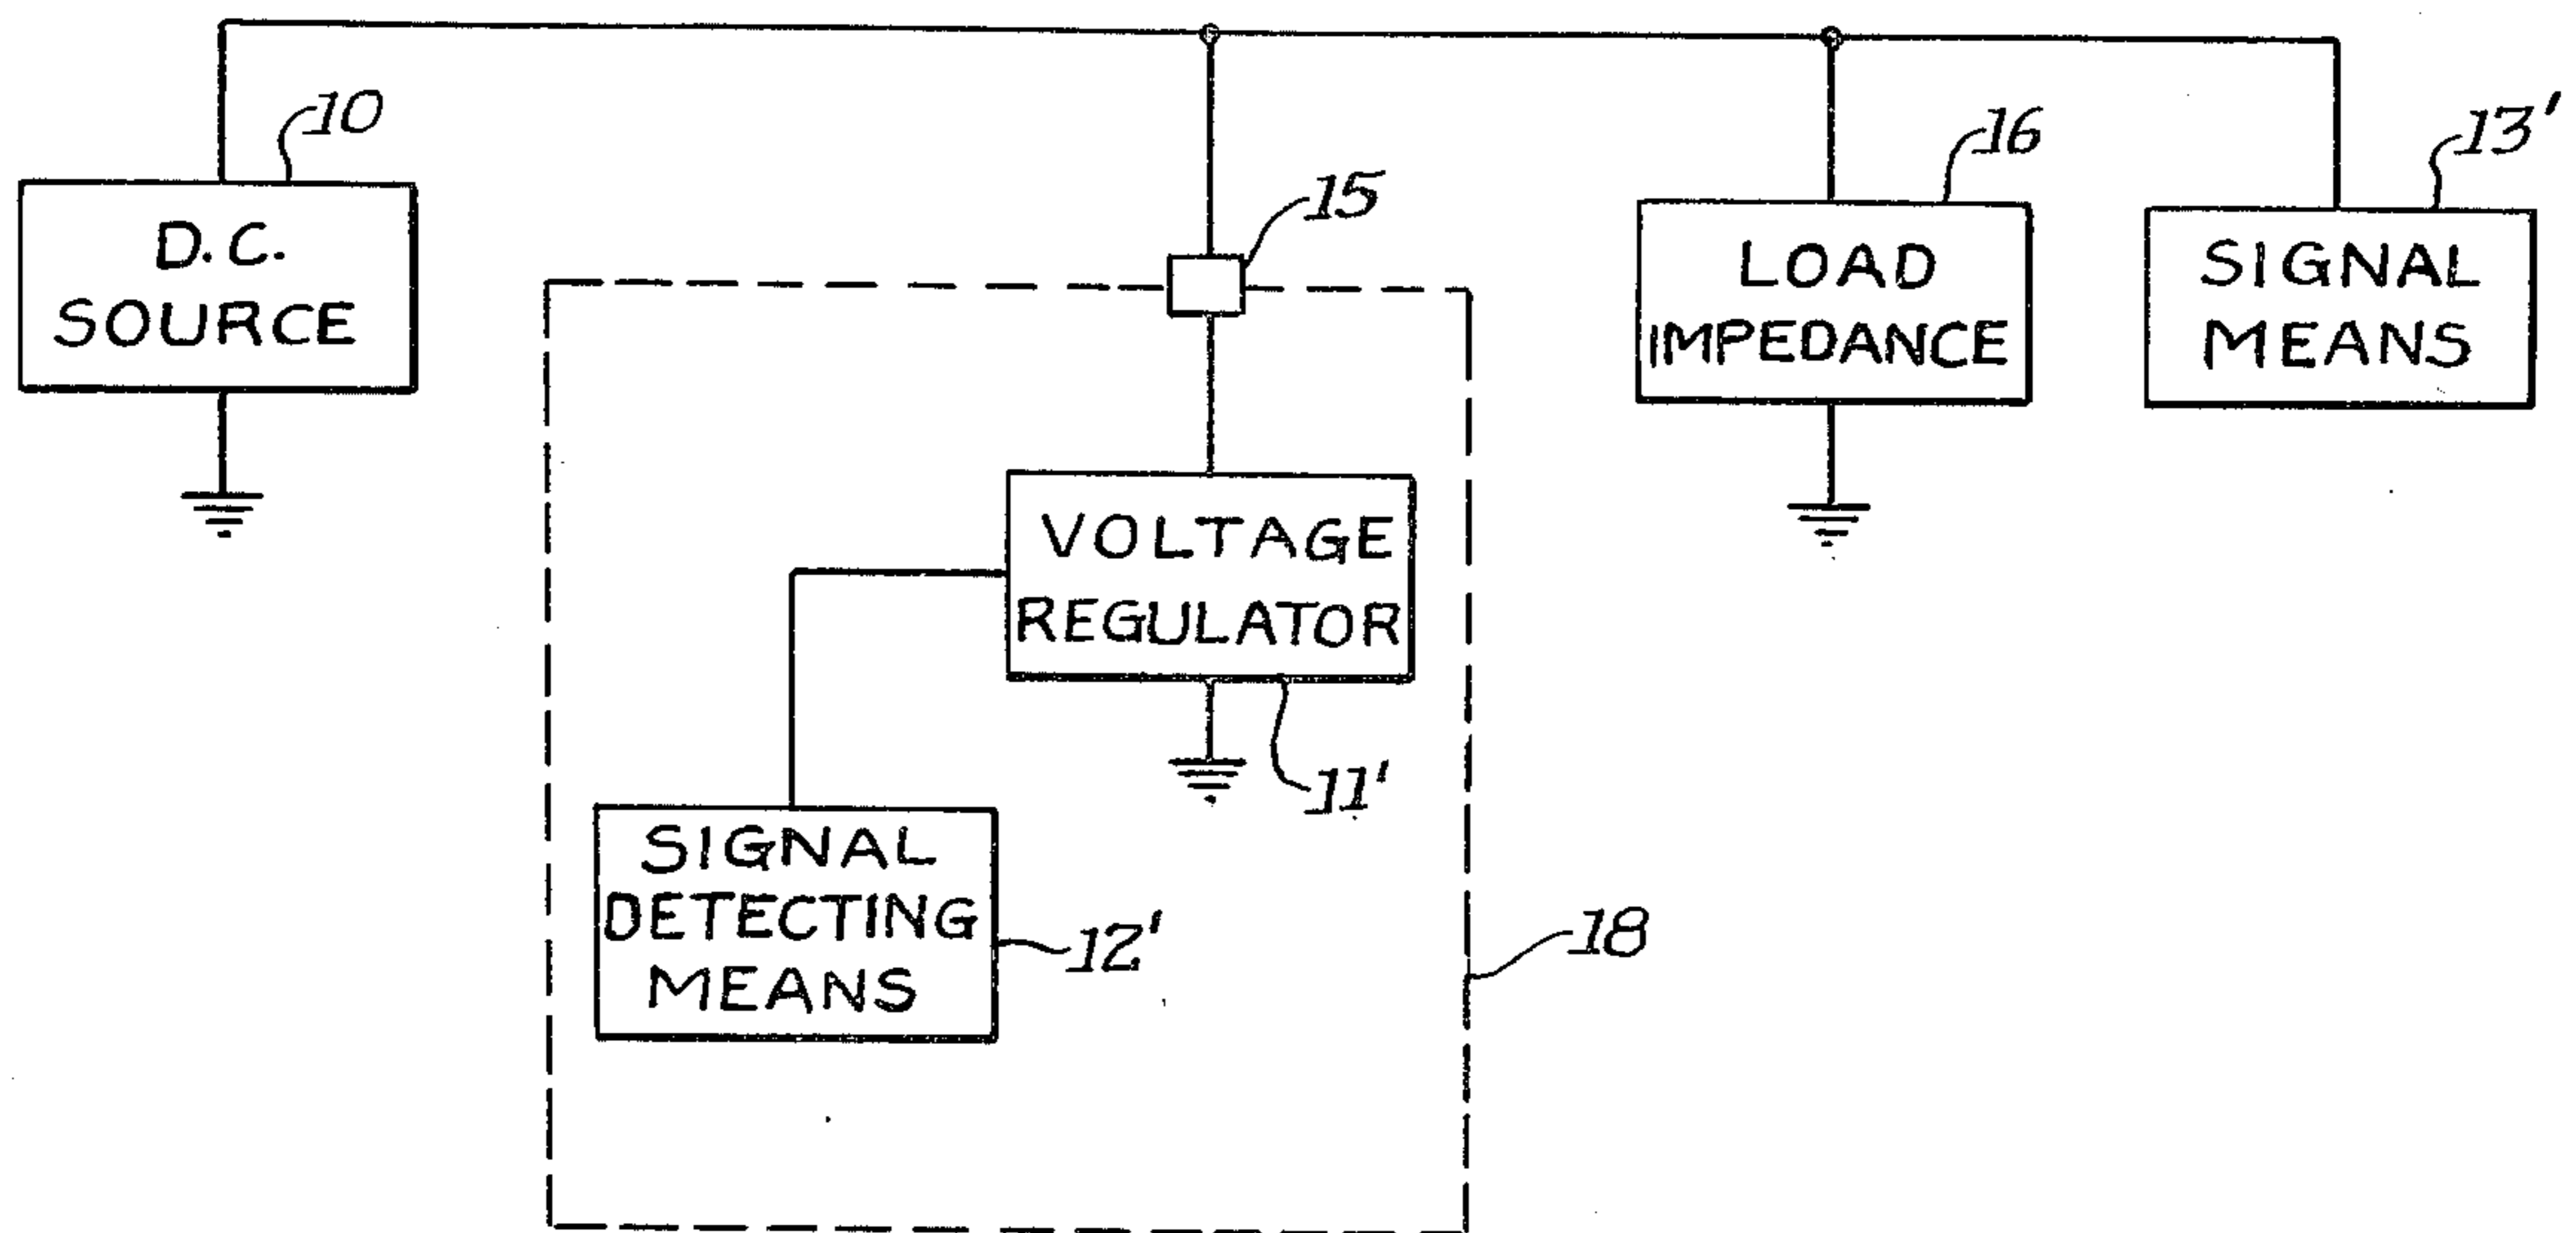 10
D.C.
SOURCE
15
16
LOAD
IMPEDANCE
13'
SIGNAL
MEANS
VOLTAGE
REGULATOR
11'
SIGNAL
DETECTING
MEANS
12'
18